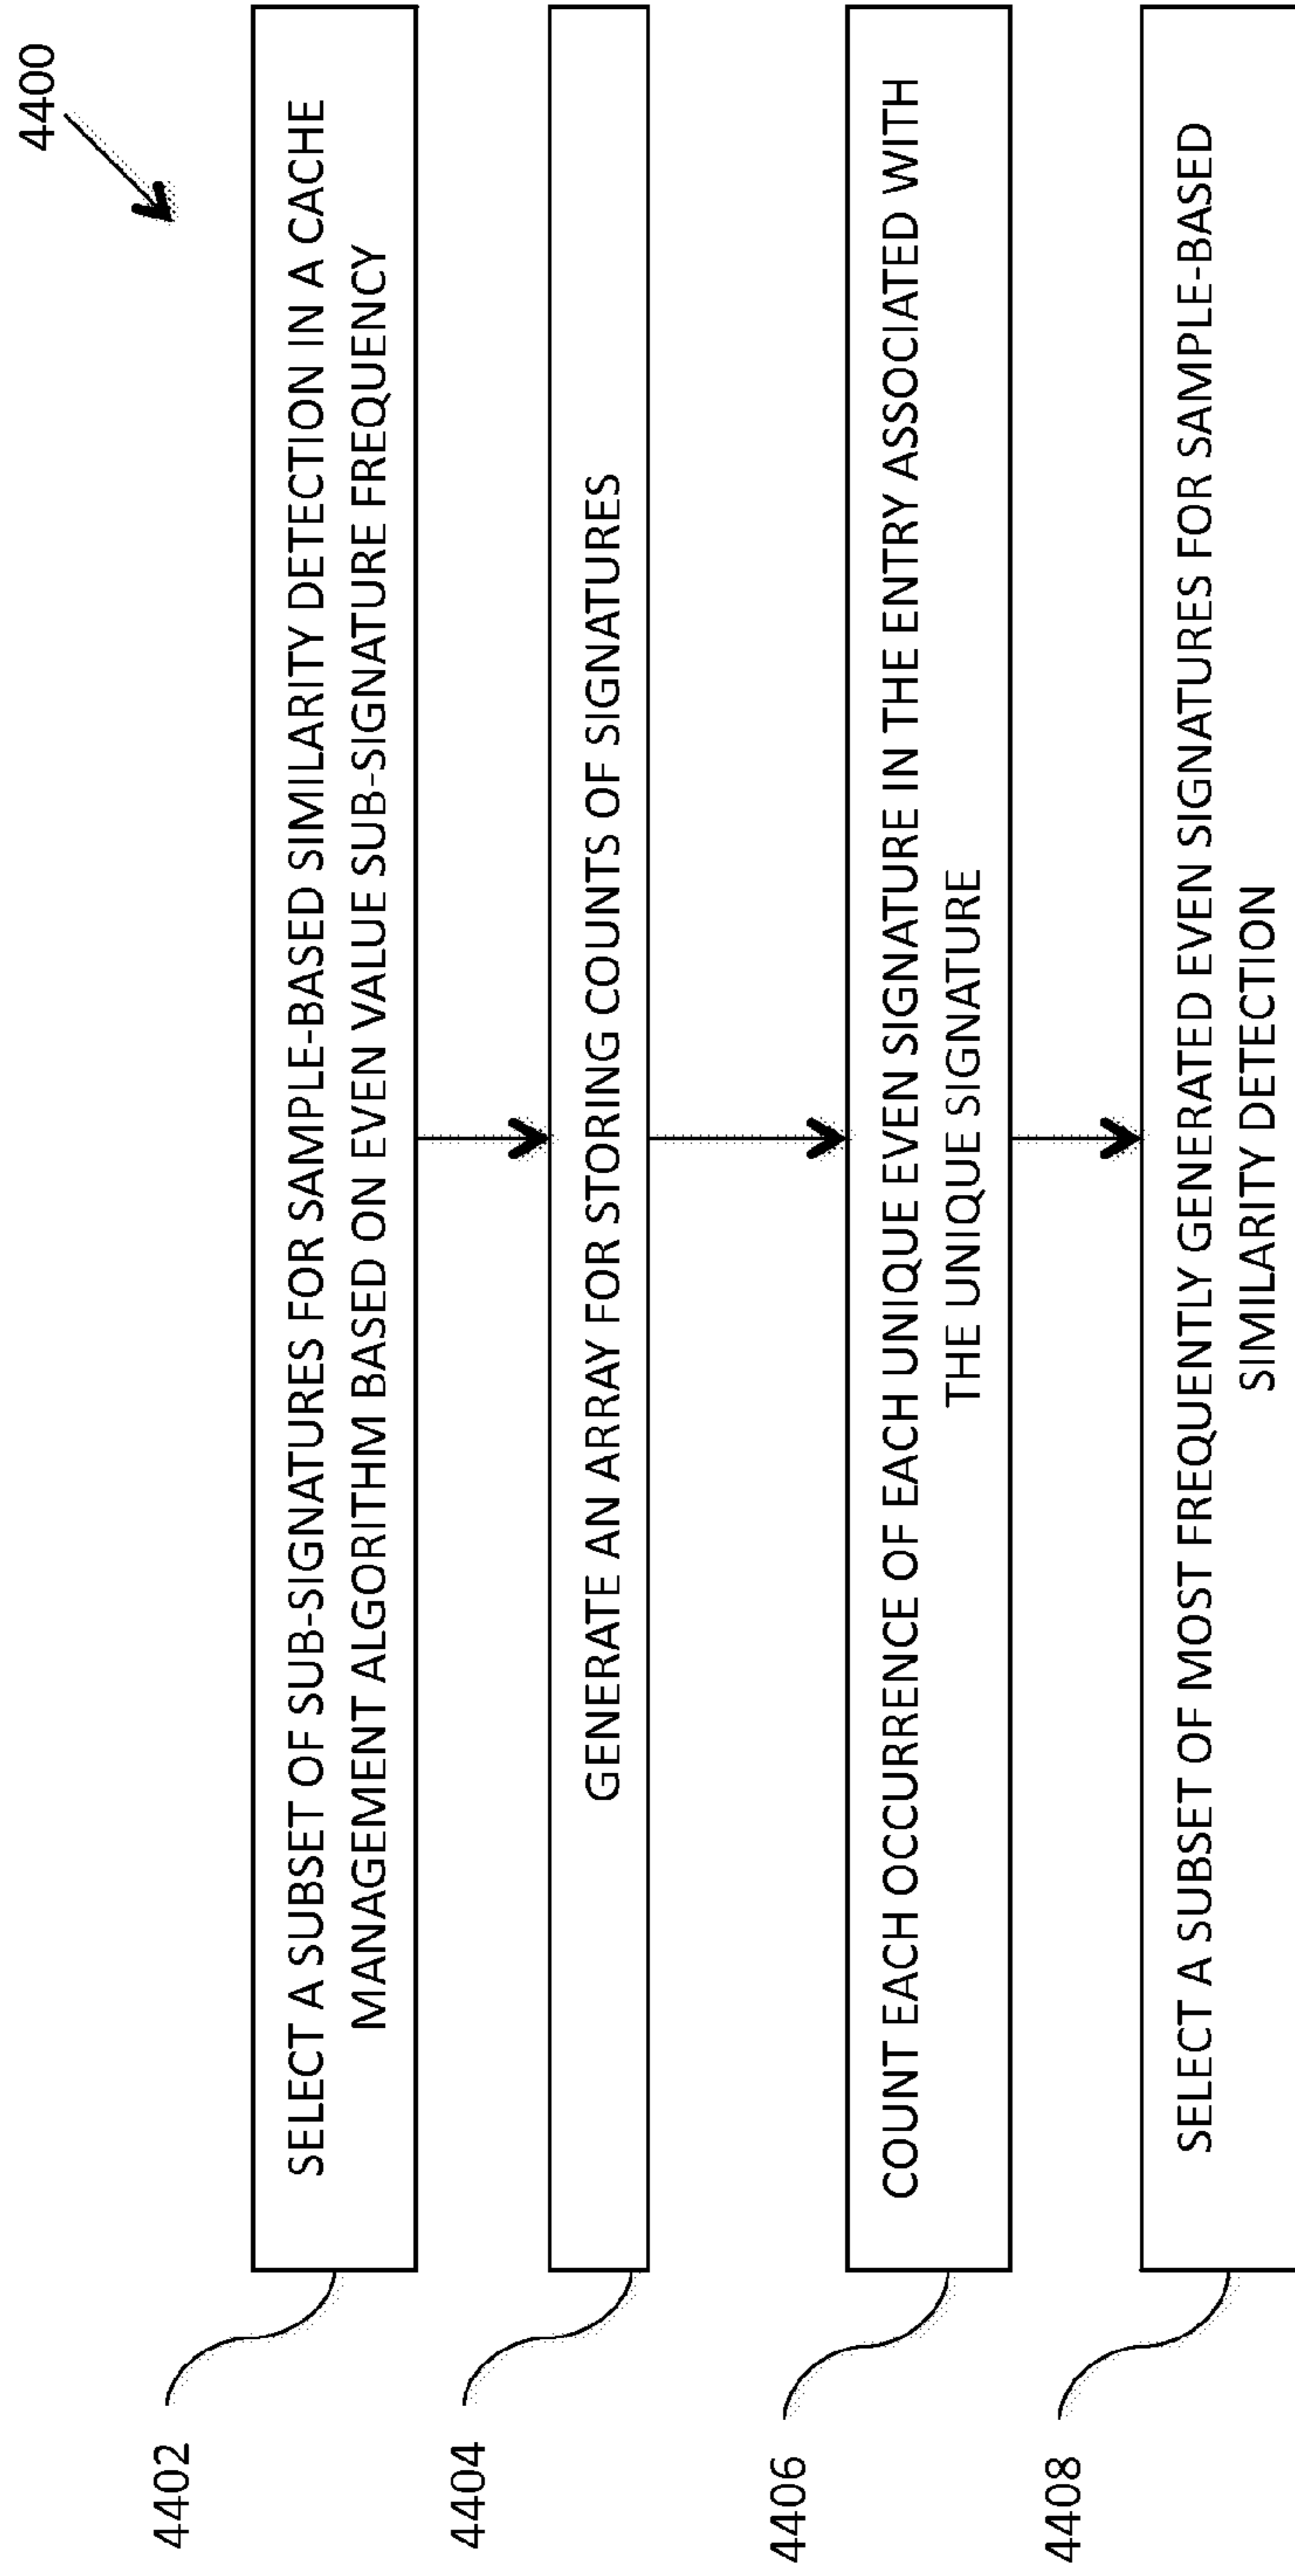 4400
4402
SELECT A SUBSET OF SUB-SIGNATURES FOR SAMPLE-BASED SIMILARITY DETECTION IN A CACHE
MANAGEMENT ALGORITHM BASED ON EVEN VALUE SUB-SIGNATURE FREQUENCY
4404
GENERATE AN ARRAY FOR STORING COUNTS OF SIGNATURES
4406
COUNT EACH OCCURRENCE OF EACH UNIQUE EVEN SIGNATURE IN THE ENTRY ASSOCIATED WITH
THE UNIQUE SIGNATURE
4408
SELECT A SUBSET OF MOST FREQUENTLY GENERATED EVEN SIGNATURES FOR SAMPLE-BASED
SIMILARITY DETECTION